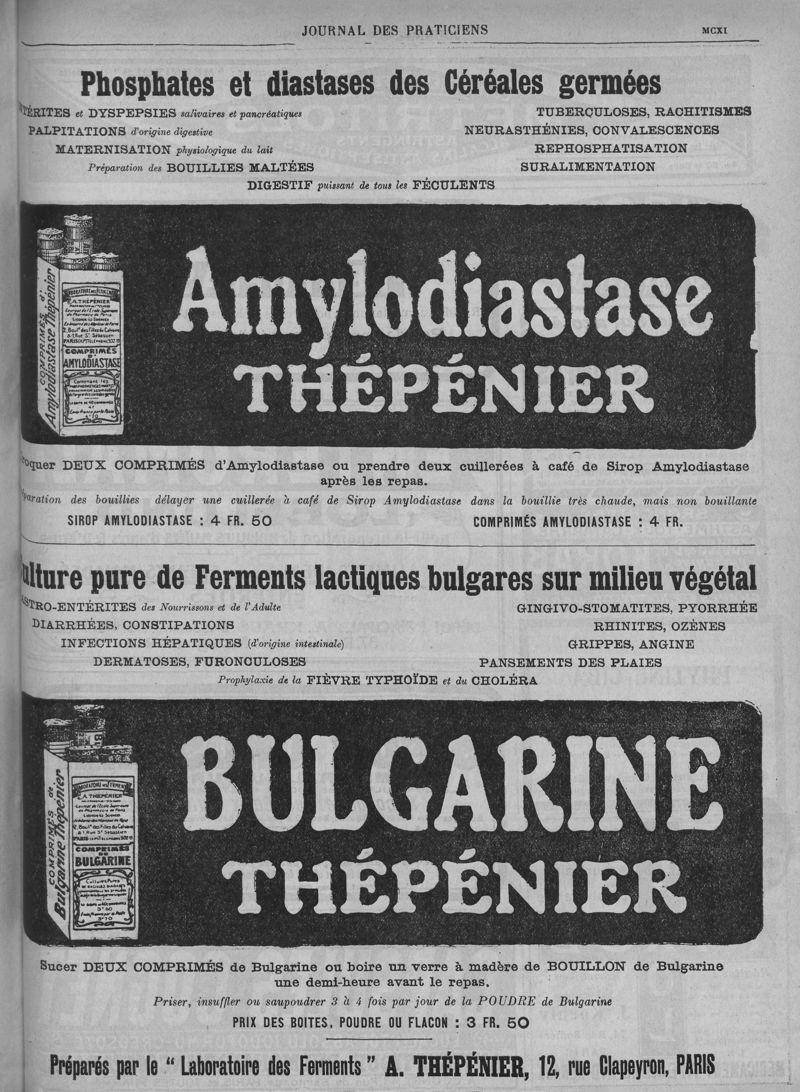 JOURNAL DES PRATICIENS
MCXI
Phosphates et diastases des Céréales germées
TÉRITES et DYSPEPSIES salivaires et pancréatiques
TUBERÇULOSES, RACHITISMES
PALPITATIONS d'origine digestive
NEURASTHÉNIES, CONVALESCENCES
MATERNISATION physiologique du lait
REPHOSPHATISATION
Préparation des BOUILLIES MALTÉES
SURALIMENTATION
DIGESTIF puissant de tous les FÉCULENTS
COMPRIMÉS d'
Amylodiastase Thépénier
A. THÉPÉNIER
COMPRIMÉS
AMYLODIASTASE
Amylodiastase
THÉPÉNIER
oquer DEUX COMPRIMÉS d'Amylodiastase ou prendre deux cuillerées à café de Sirop Amylodiastase
après les repas.
aration des bouillies délayer une cuillerée à café de Sirop Amylodiastase dans la bouillie très chaude, mais non bouillante
SIROP AMYLODIASTASE : 4 FR. 50
COMPRIMÉS AMYLODIASTASE : 4 FR.
ulture pure de Ferments lactiques bulgares sur milieu végétal
STRO-ENTÉRITES des Nourrissons et de l'Adulte
GINGIVO-STOMATITES, PYORRHÉE
DIARRHÉES, CONSTIPATIONS
RHINITES, OZÈNES
INFECTIONS HÉPATIQUES (d'origine intestinale)
GRIPPES, ANGINE
DERMATOSES, FURONCULOSES
PANSEMENTS DES PLAIES
Prophylaxie de la FIÈVRE TYPHOÏDE et du CHOLÉRA
COMPRIMÉS de
Bulgarine Thépénier
A. THÉPÉNIER
COMPRIMÉS
BULGARINE
BULGARINE
THÉPÉNIER
Sucer DEUX COMPRIMÉS de Bulgarine ou boire un verre à madère de BOUILLON de Bulgarine
une demi-heure avant le repas.
Priser, insuffler ou saupoudrer 3 à 4 fois par jour de la POUDRE de Bulgarine
PRIX DES BOITES, POUDRE OU FLACON : 3 FR. 50
Préparés par le " Laboratoire des Ferments " A. THÉPÉNIER, 12, rue Clapeyron, PARIS